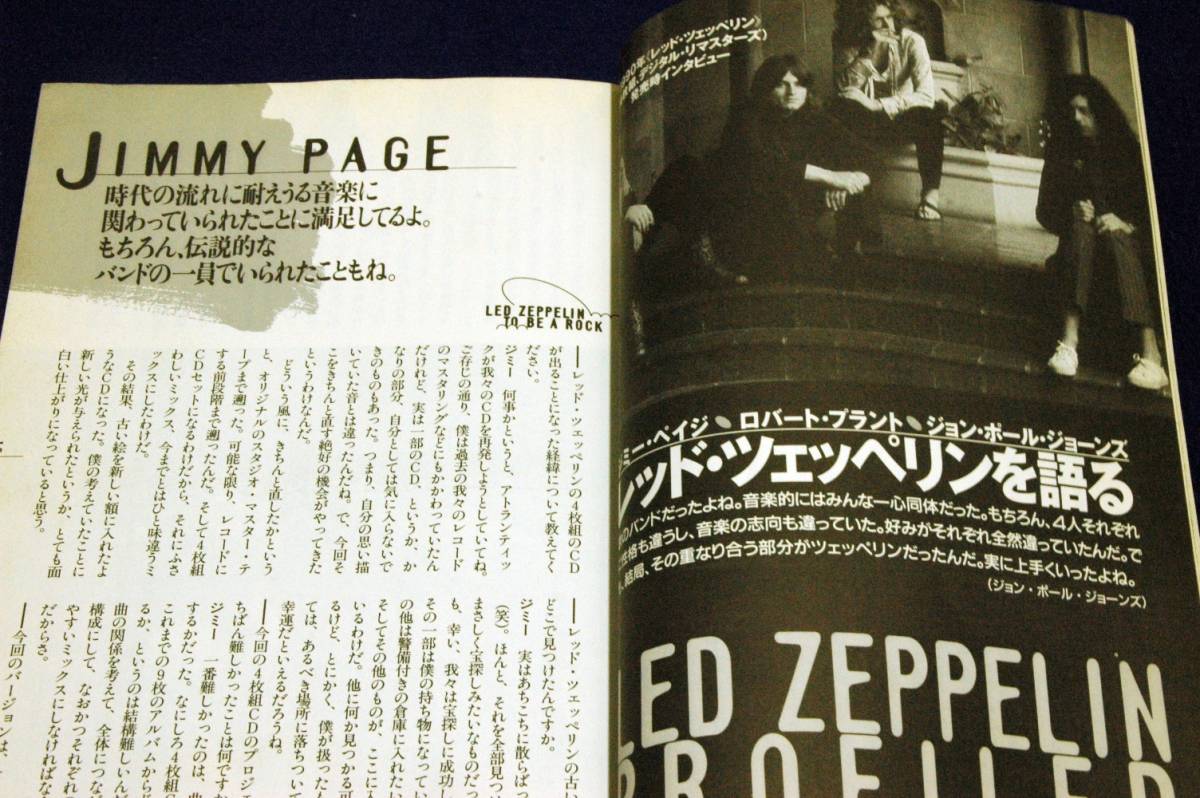 JIMMY PAGE
時代の流れに耐えうる音楽に
関わっていられたことに満足してるよ。
もちろん、伝説的な
バンドの一員でいられたこともね。
LED ZEPPELIN
TO BE A ROCK
──レッド・ツェッペリンの4枚組のCD
が出ることになった経緯について教えてく
ださい。
ジミー 何事かというと、アトランティッ
クが我々のCDを再発しようとしていてね。
ご存じの通り、僕は過去の我々のレコード
のマスタリングなどにもかかわっていたん
だけれど、実は一部のCD、というか、か
なりの部分、自分としては気に入らないで
きのものもあった。つまり、自分の思い描
いていた音とは違ったんだね。で、今回そ
こをきちんと直す絶好の機会がやってきた
というわけなんだ。
どういう風に、きちんと直したかという
と、オリジナルのスタジオ・マスター・テ
ープまで遡った。可能な限り、レコードに
する前段階まで遡ったんだ。そして4枚組
CDセットになるわけだから、それにふさ
わしいミックス、今までとはひと味違うミ
ックスにしたわけだ。
その結果、古い絵を新しい額に入れたよ
うなCDになった。僕の考えていたことに
新しい光が与えられたというか、とても面
白い仕上がりになっていると思う。
──レッド・ツェッペリンの古い
どこで見つけたんですか。
ジミー 実はあちこちに散らばっ
(笑)。ほんと、それを全部見つけ
まさしく宝探しみたいなものだっ
も、幸い、我々は宝探しに成功し
その一部は僕の持ち物になってい
の他は警備付きの倉庫に入れたい
そしてその他のものが、ここに入
いるわけだ。他に何か見つかる可
るけど、とにかく、僕が扱った
ては、あるべき場所に落ちついて
幸運だといえるだろうね。
──今回の4枚組CDのプロジェ
ちばん難しかったことは何ですか
ジミー 一番難しかったのは、曲
するかだった。なにしろ4枚組C
これまでの9枚のアルバムからど
るか、というのは結構難しいんだ
曲の関係を考えて、全体につなが
構成にして、なおかつそれぞれの
やすいミックスにしなければなら
だからさ。
──今回のバージョンは、
90年《レッド・ツェッペリン》
デジタル・リマスターズ》
発売時インタビュー
ミー・ペイジ●ロバート・プラント●ジョン・ポール・ジョーンズ
レッド・ツェッペリンを語る
のバンドだったよね。音楽的にはみんな一心同体だった。もちろん、4人それぞれ
性格も違うし、音楽の志向も違っていた。好みがそれぞれ全然違っていたんだ。で
、結局、その重なり合う部分がツェッペリンだったんだ。実に上手くいったよね。
(ジョン・ポール・ジョーンズ)
LED ZEPPELIN
PROFILED